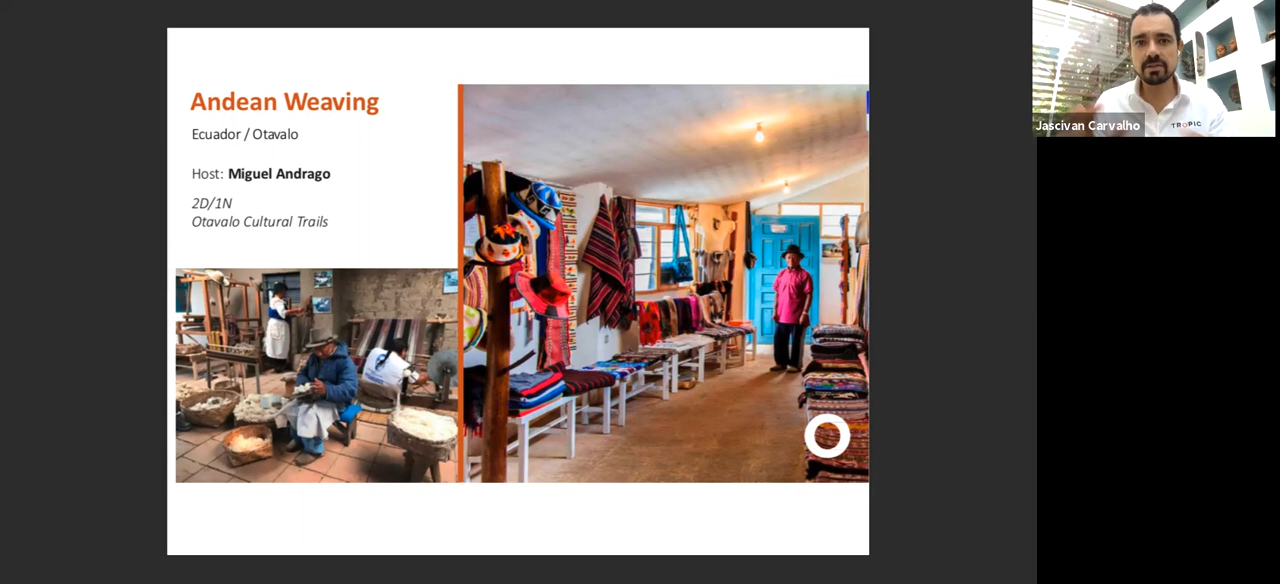 Andean Weaving
Ecuador / Otavalo
Host: Miguel Andrago
2D/1N
Otavalo Cultural Trails
Jascivan Carvalho
TROPIC